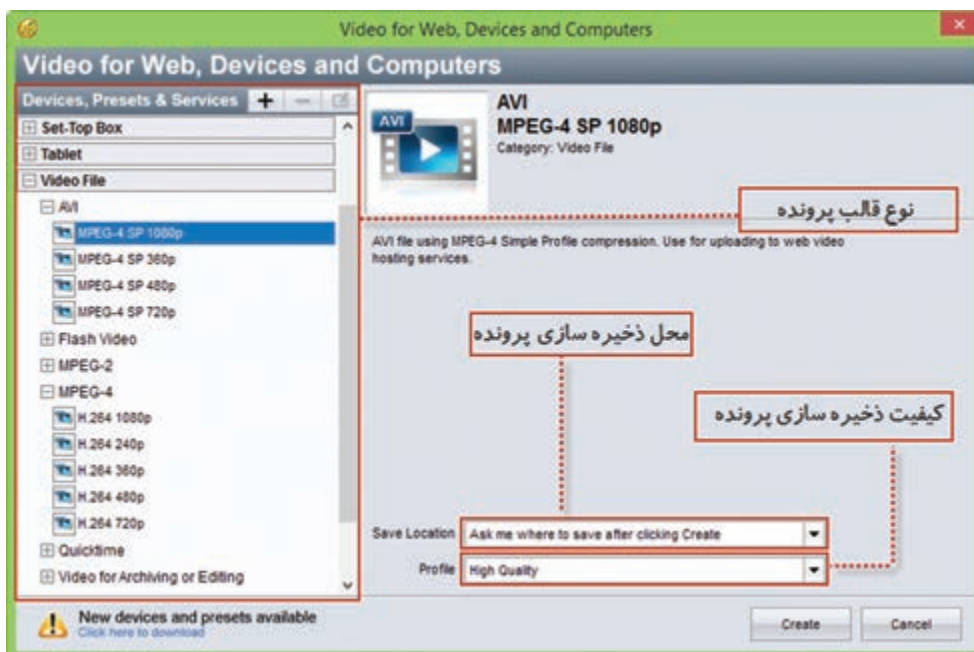 Video for Web, Devices and Computers
Video for Web, Devices and Computers
Devices, Presets & Services
Set-Top Box
Tablet
Video File
AVI
MPEG-4 SP 1080p
MPEG-4 SP 360p
MPEG-4 SP 480p
MPEG-4 SP 720p
Flash Video
MPEG-2
MPEG-4
H.264 1080p
H.264 240p
H.264 360p
H.264 480p
H.264 720p
Quicktime
Video for Archiving or Editing
AVI
AVI
MPEG-4 SP 1080p
Category: Video File
نوع قالب پرونده
AVI file using MPEG-4 Simple Profile compression. Use for uploading to web video
hosting services.
محل ذخیره سازی پرونده
کیفیت ذخیره سازی پرونده
Save Location Ask me where to save after clicking Create
Profile High Quality
New devices and presets available
Click here to download
Create Cancel